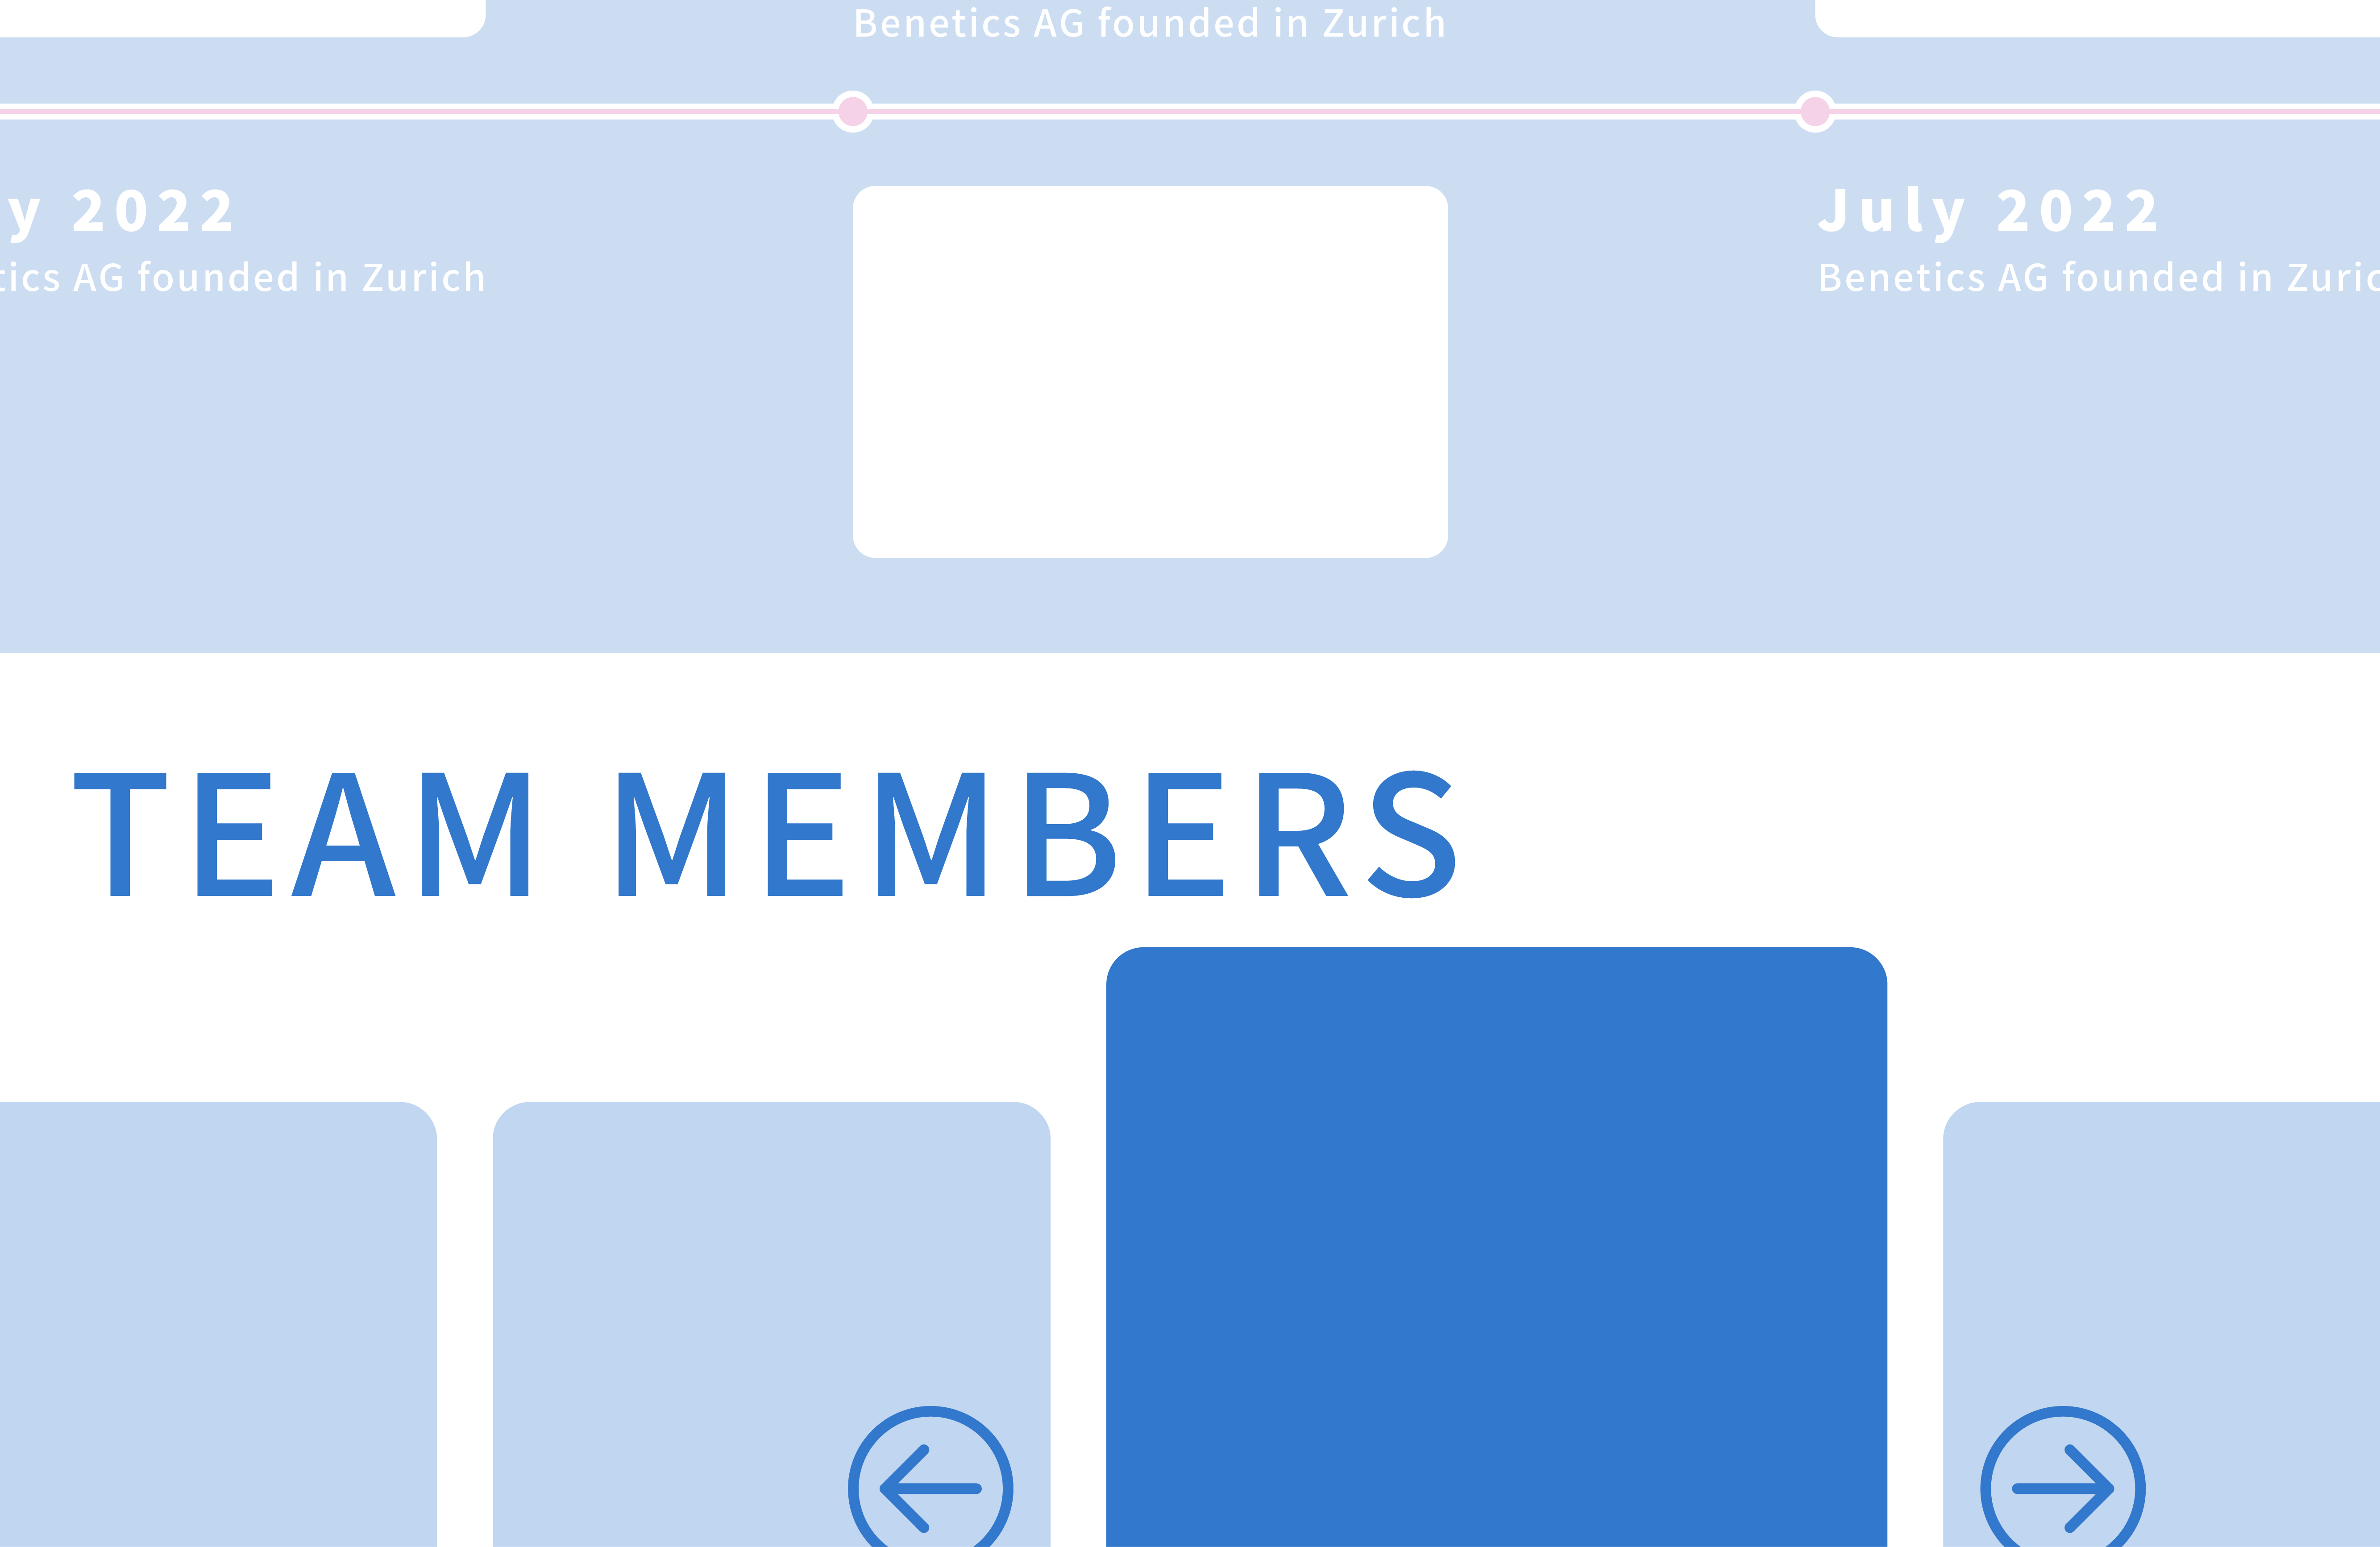 Benetics AG founded in Zurich
y 2022
tics AG founded in Zurich
July 2022
Benetics AG founded in Zuric
TEAM MEMBERS